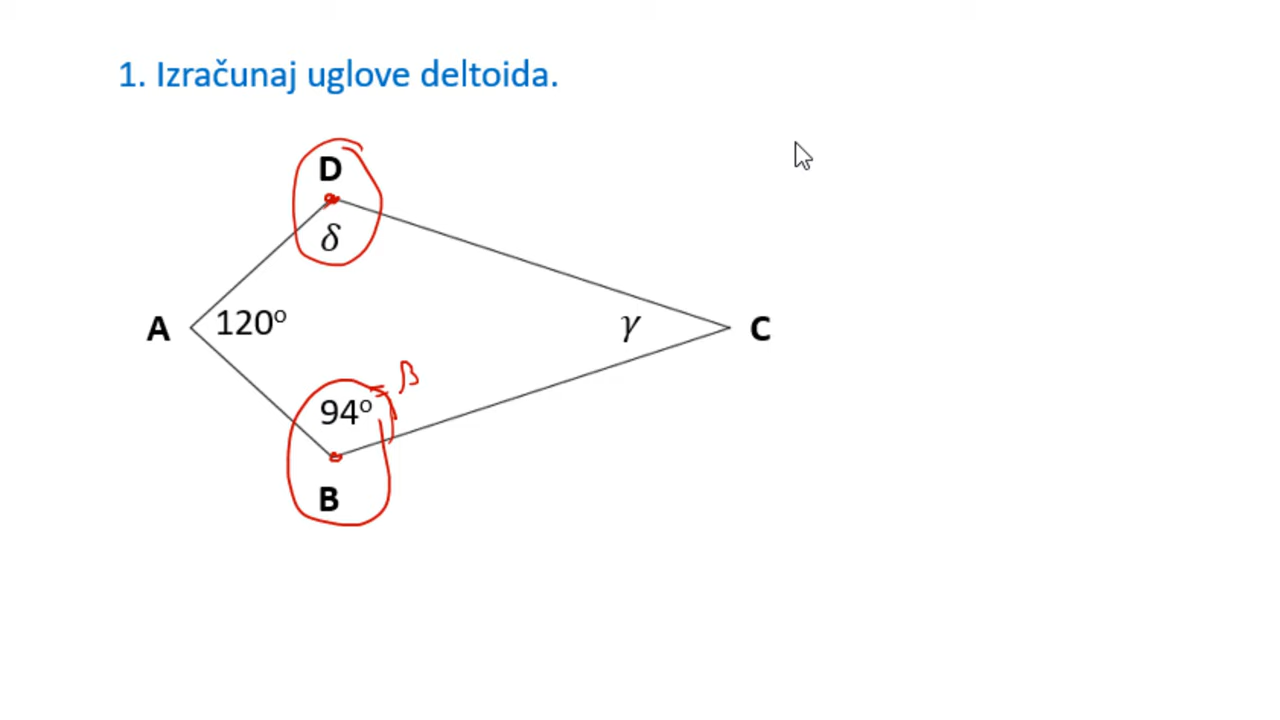 1. Izračunaj uglove deltoida.
D
δ
A 120° γ C
β
94°
B